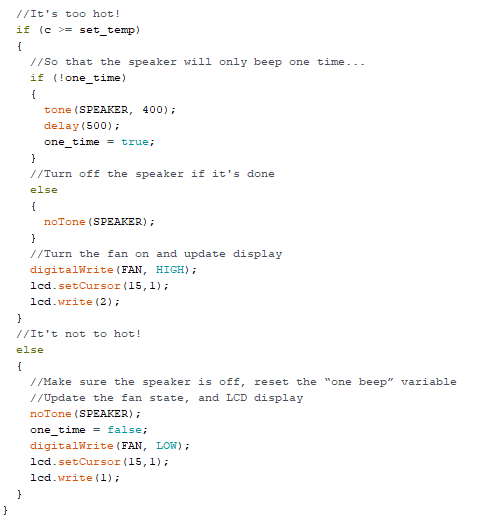 //It's too hot!
if (c >= set_temp)
{
//So that the speaker will only beep one time...
if (!one_time)
{
tone(SPEAKER, 400);
delay(500);
one_time = true;
}
//Turn off the speaker if it's done
else
{
noTone(SPEAKER);
}
//Turn the fan on and update display
digitalWrite(FAN, HIGH);
lcd.setCursor(15,1);
lcd.write(2);
}
//It't not to hot!
else
{
//Make sure the speaker is off, reset the “one beep” variable
//Update the fan state, and LCD display
noTone(SPEAKER);
one_time = false;
digitalWrite(FAN, LOW);
lcd.setCursor(15,1);
lcd.write(1);
}
}